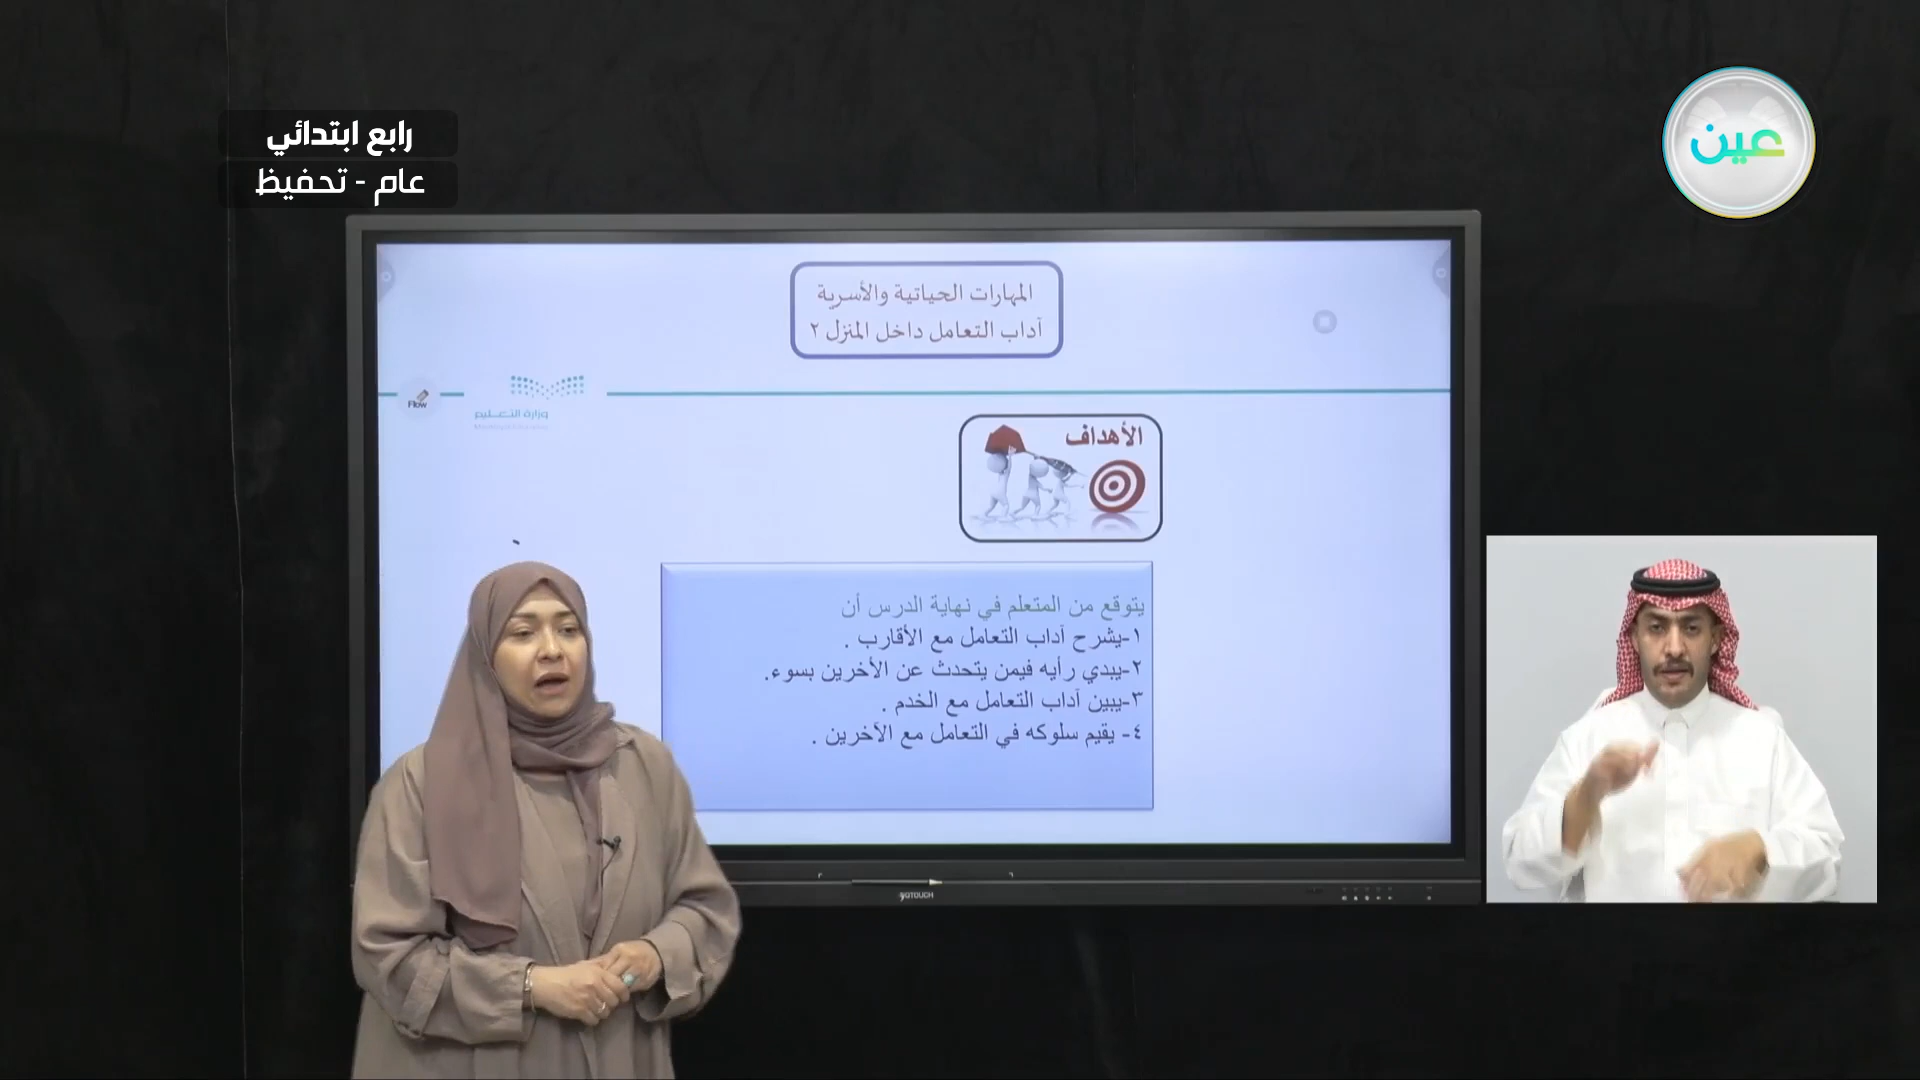 رابع ابتدائي
عام - تحفيظ
عين
المهارات الحياتية والأسرية
آداب التعامل داخل المنزل ٢
Flow
وزارة التعليم
الأهداف
يتوقع من المتعلم في نهاية الدرس أن
١-يشرح آداب التعامل مع الأقارب .
٢-يبدي رأيه فيمن يتحدث عن الأخرين بسوء.
٣-يبين آداب التعامل مع الخدم .
٤- يقيم سلوكه في التعامل مع الآخرين .